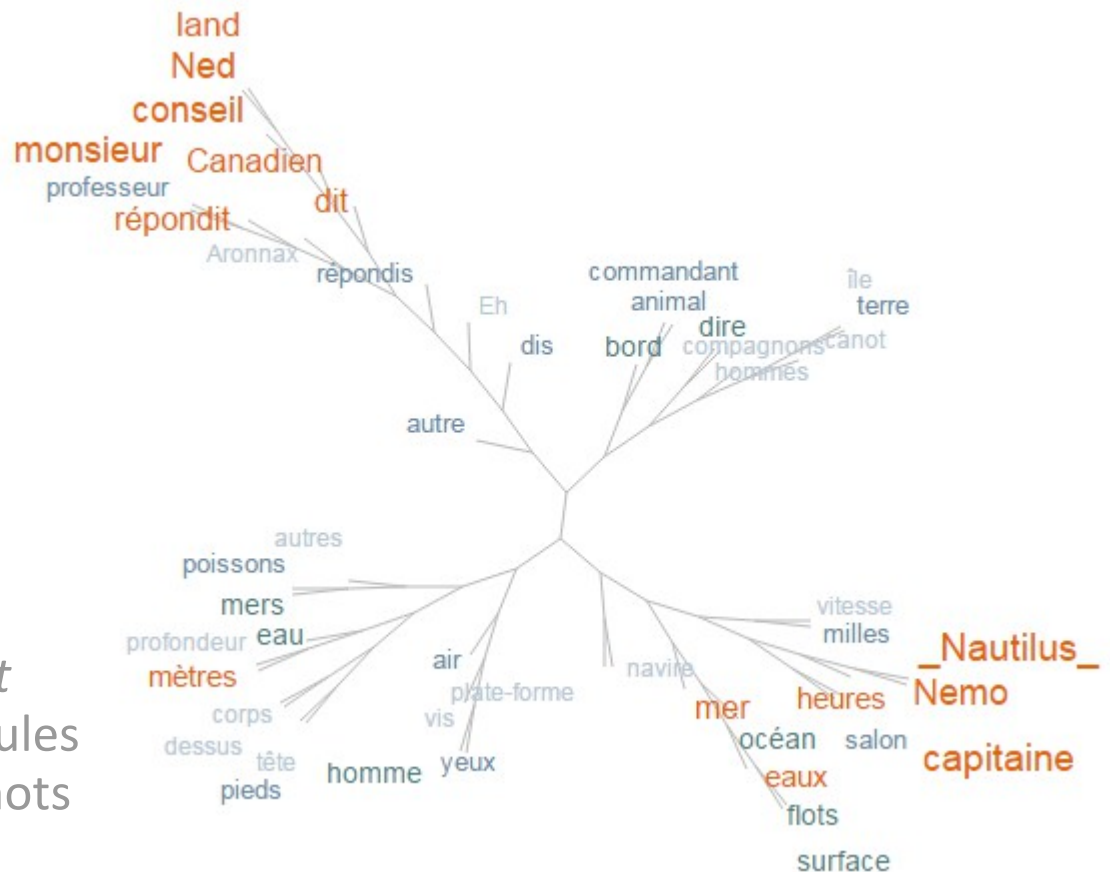 land
Ned
conseil
monsieur
Canadien
professeur
dit
répondit
Aronnax
répondis
Eh
dis
autre
commandant
animal
dire
bord
compagnons
hommes
île
terre
canot
autres
poissons
mers
profondeur
eau
mètres
corps
dessus
tête
pieds
homme
air
plate-forme
vis
yeux
navire
mer
océan
eaux
flots
surface
vitesse
milles
_Nautilus_
Nemo
heures
salon
capitaine
t
ules
nots